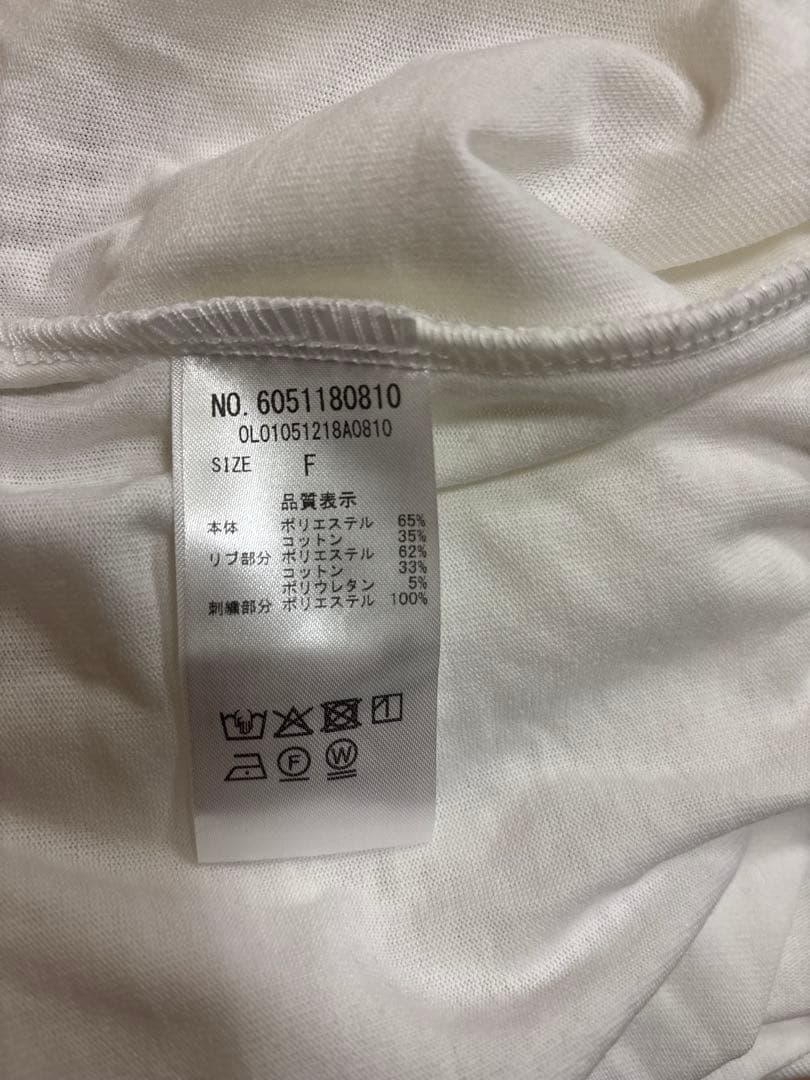 NO. 6051180810
0L01051218A0810
SIZE F
品質表示
本体 ポリエステル 65%
コットン 35%
リブ部分 ポリエステル 62%
コットン 33%
ポリウレタン 5%
刺繍部分 ポリエステル 100%
F W